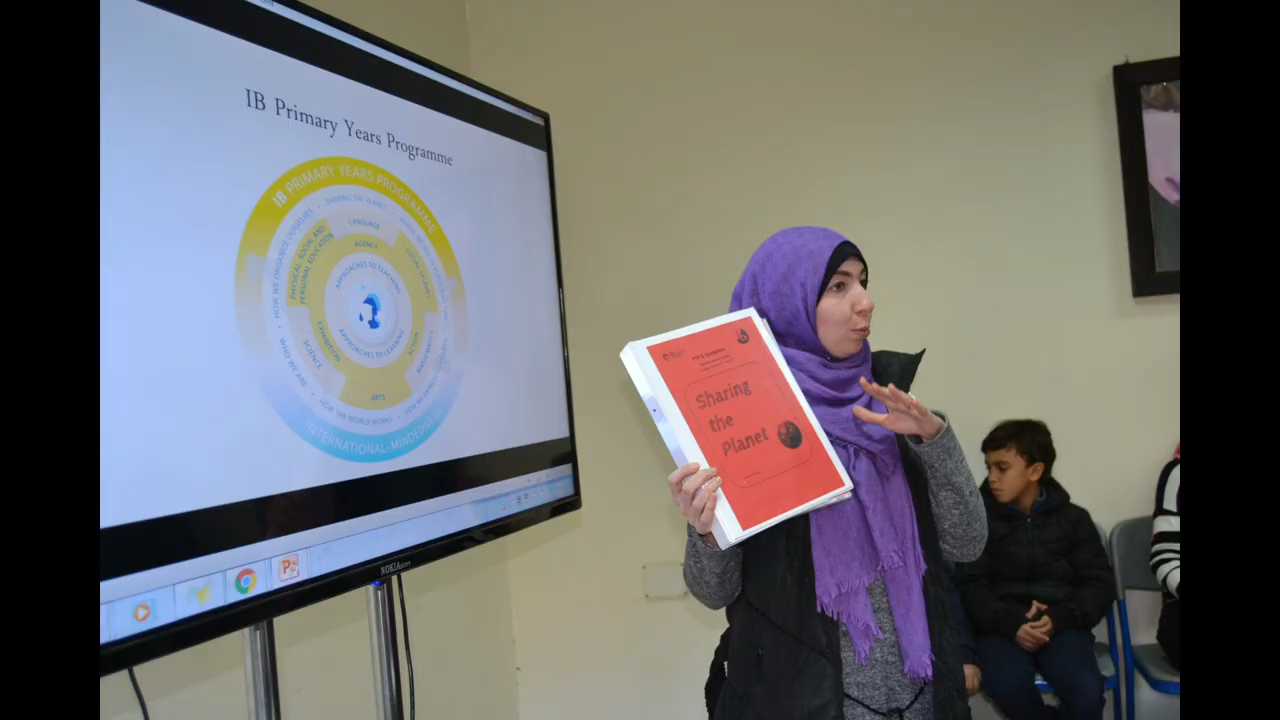 IB Primary Years Programme
IB PRIMARY YEARS PROGRAMME
SHARING THE PLANET
HOW WE ORGANIZE OURSELVES
LANGUAGE
PHYSICAL, SOCIAL AND
PERSONAL EDUCATION
SOCIAL STUDIES
AGENCY
APPROACHES TO TEACHING
APPROACHES TO LEARNING
EXHIBITION
ACTION
SCIENCE
MATHEMATICS
ARTS
WHO WE ARE
HOW THE WORLD WORKS
INTERNATIONAL-MINDEDNESS
NOKIA
Sharing
the
Planet